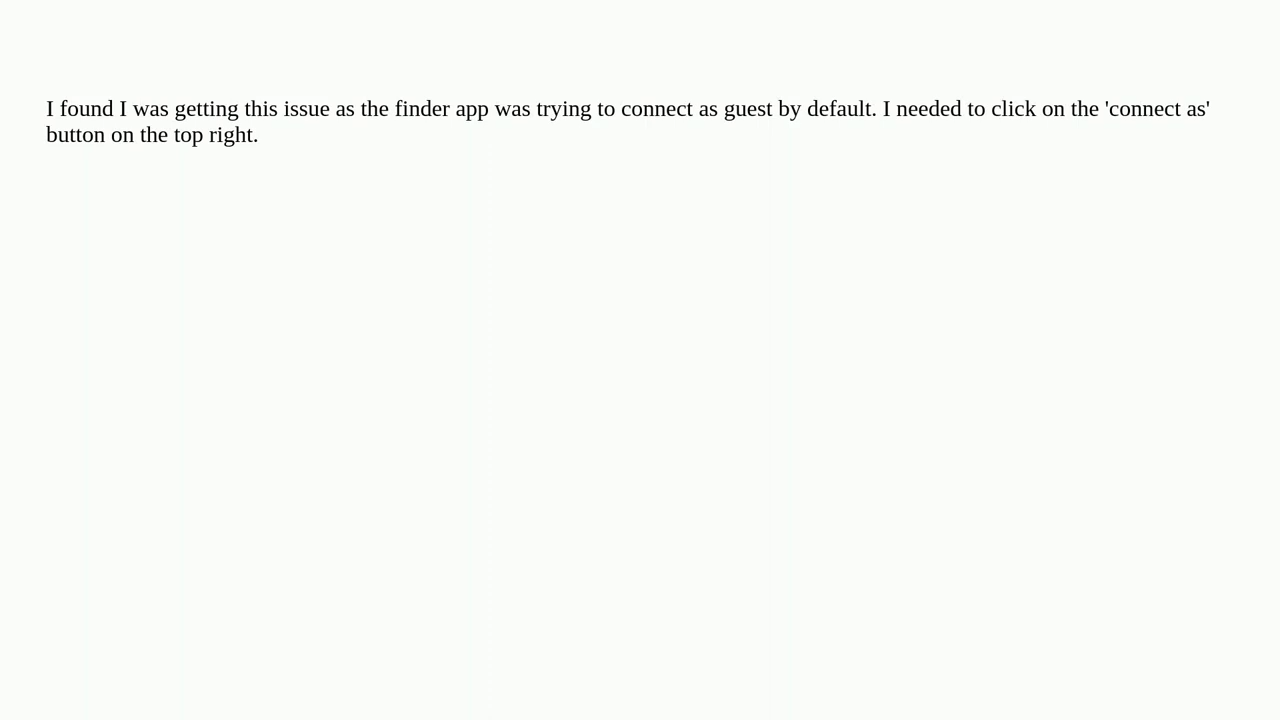 I found I was getting this issue as the finder app was trying to connect as guest by default. I needed to click on the 'connect as'
button on the top right.